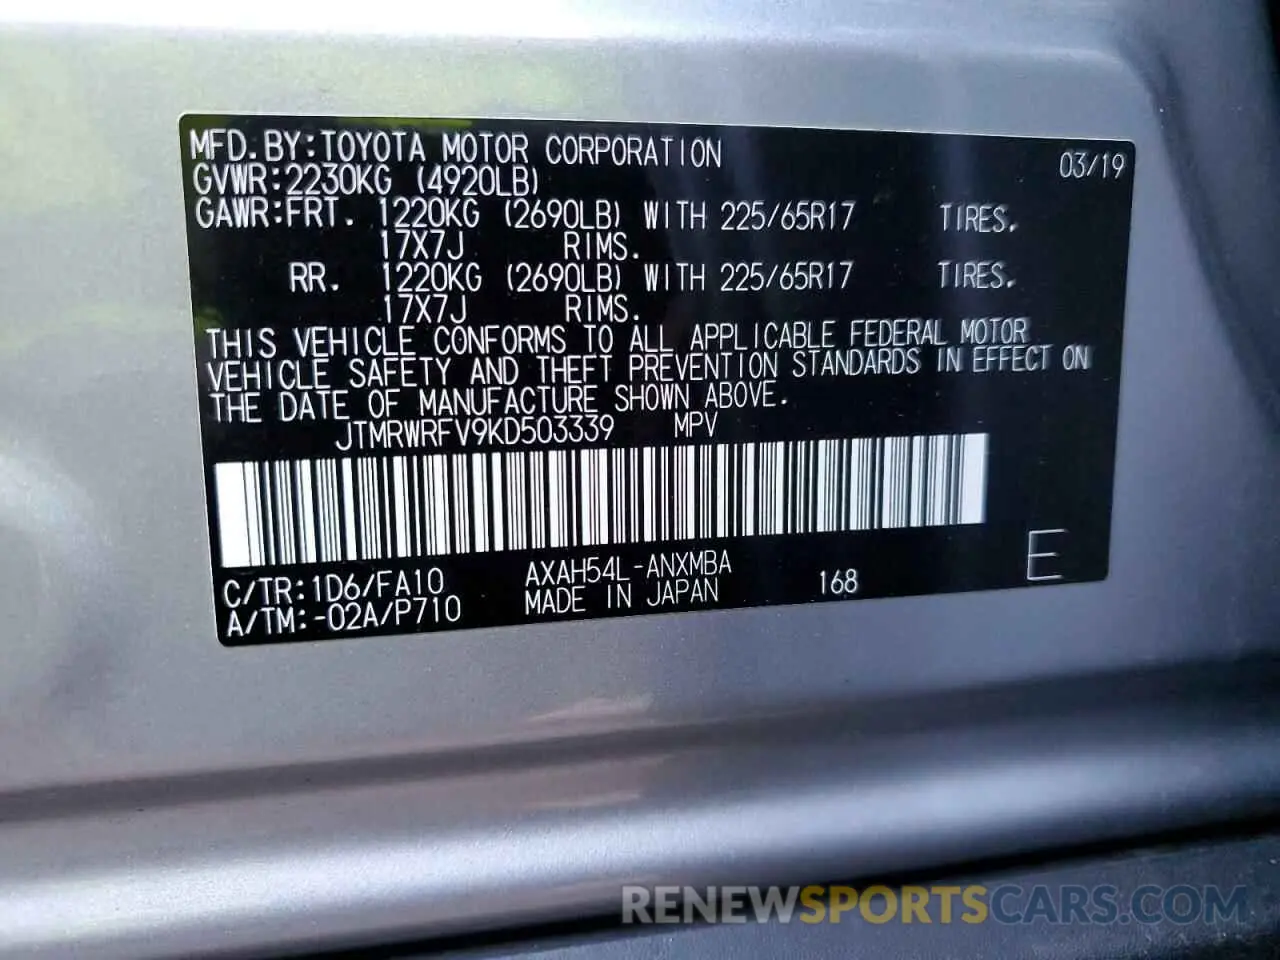 MFD.BY:TOYOTA MOTOR CORPORATION 03/19
GVWR:2230KG (4920LB)
GAWR:FRT. 1220KG (2690LB) WITH 225/65R17 TIRES.
17X7J RIMS.
RR. 1220KG (2690LB) WITH 225/65R17 TIRES.
17X7J RIMS.
THIS VEHICLE CONFORMS TO ALL APPLICABLE FEDERAL MOTOR
VEHICLE SAFETY AND THEFT PREVENTION STANDARDS IN EFFECT ON
THE DATE OF MANUFACTURE SHOWN ABOVE.
JTMRWRFV9KD503339 MPV
C/TR:1D6/FA10 AXAH54L-ANXMBA 168 E
A/TM:-02A/P710 MADE IN JAPAN
RENEWSPORTSCARS.COM